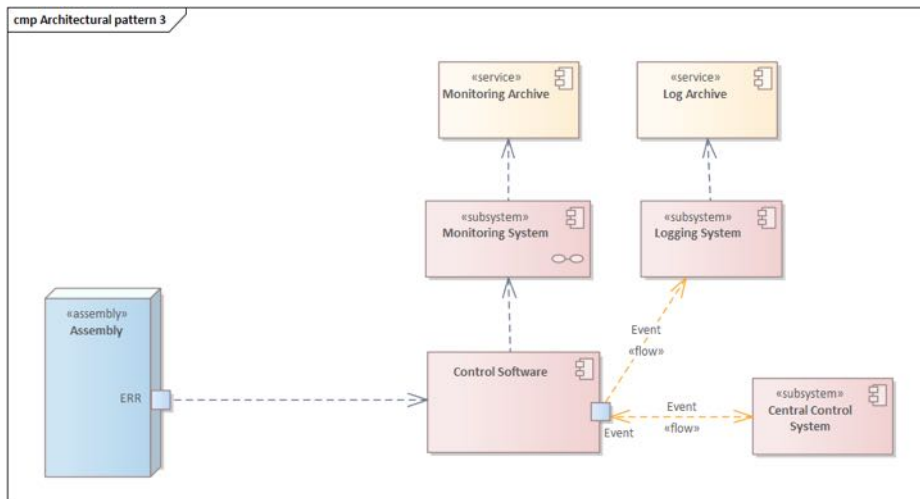 cmp Architectural pattern 3
«service»
Monitoring Archive
«service»
Log Archive
«subsystem»
Monitoring System
«subsystem»
Logging System
«assembly»
Assembly
ERR
Control Software
Event
«flow»
Event
Event
«flow»
«subsystem»
Central Control
System